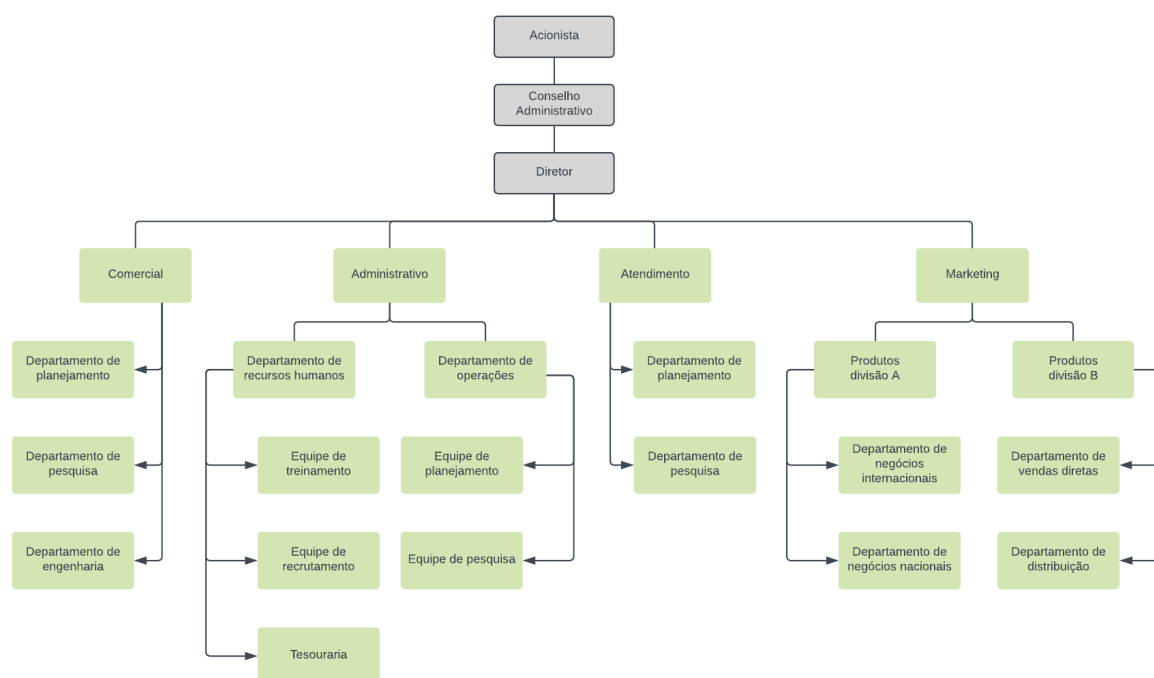 Acionista
Conselho
Administrativo
Diretor
Comercial
Administrativo
Atendimento
Marketing
Departamento de
planejamento
Departamento de
recursos humanos
Departamento de
operações
Departamento de
planejamento
Produtos
divisão A
Produtos
divisão B
Departamento de
pesquisa
Equipe de
treinamento
Equipe de
planejamento
Departamento de
pesquisa
Departamento de
negócios
internacionais
Departamento de
vendas diretas
Departamento de
engenharia
Equipe de
recrutamento
Equipe de pesquisa
Departamento de
negócios nacionais
Departamento de
distribuição
Tesouraria